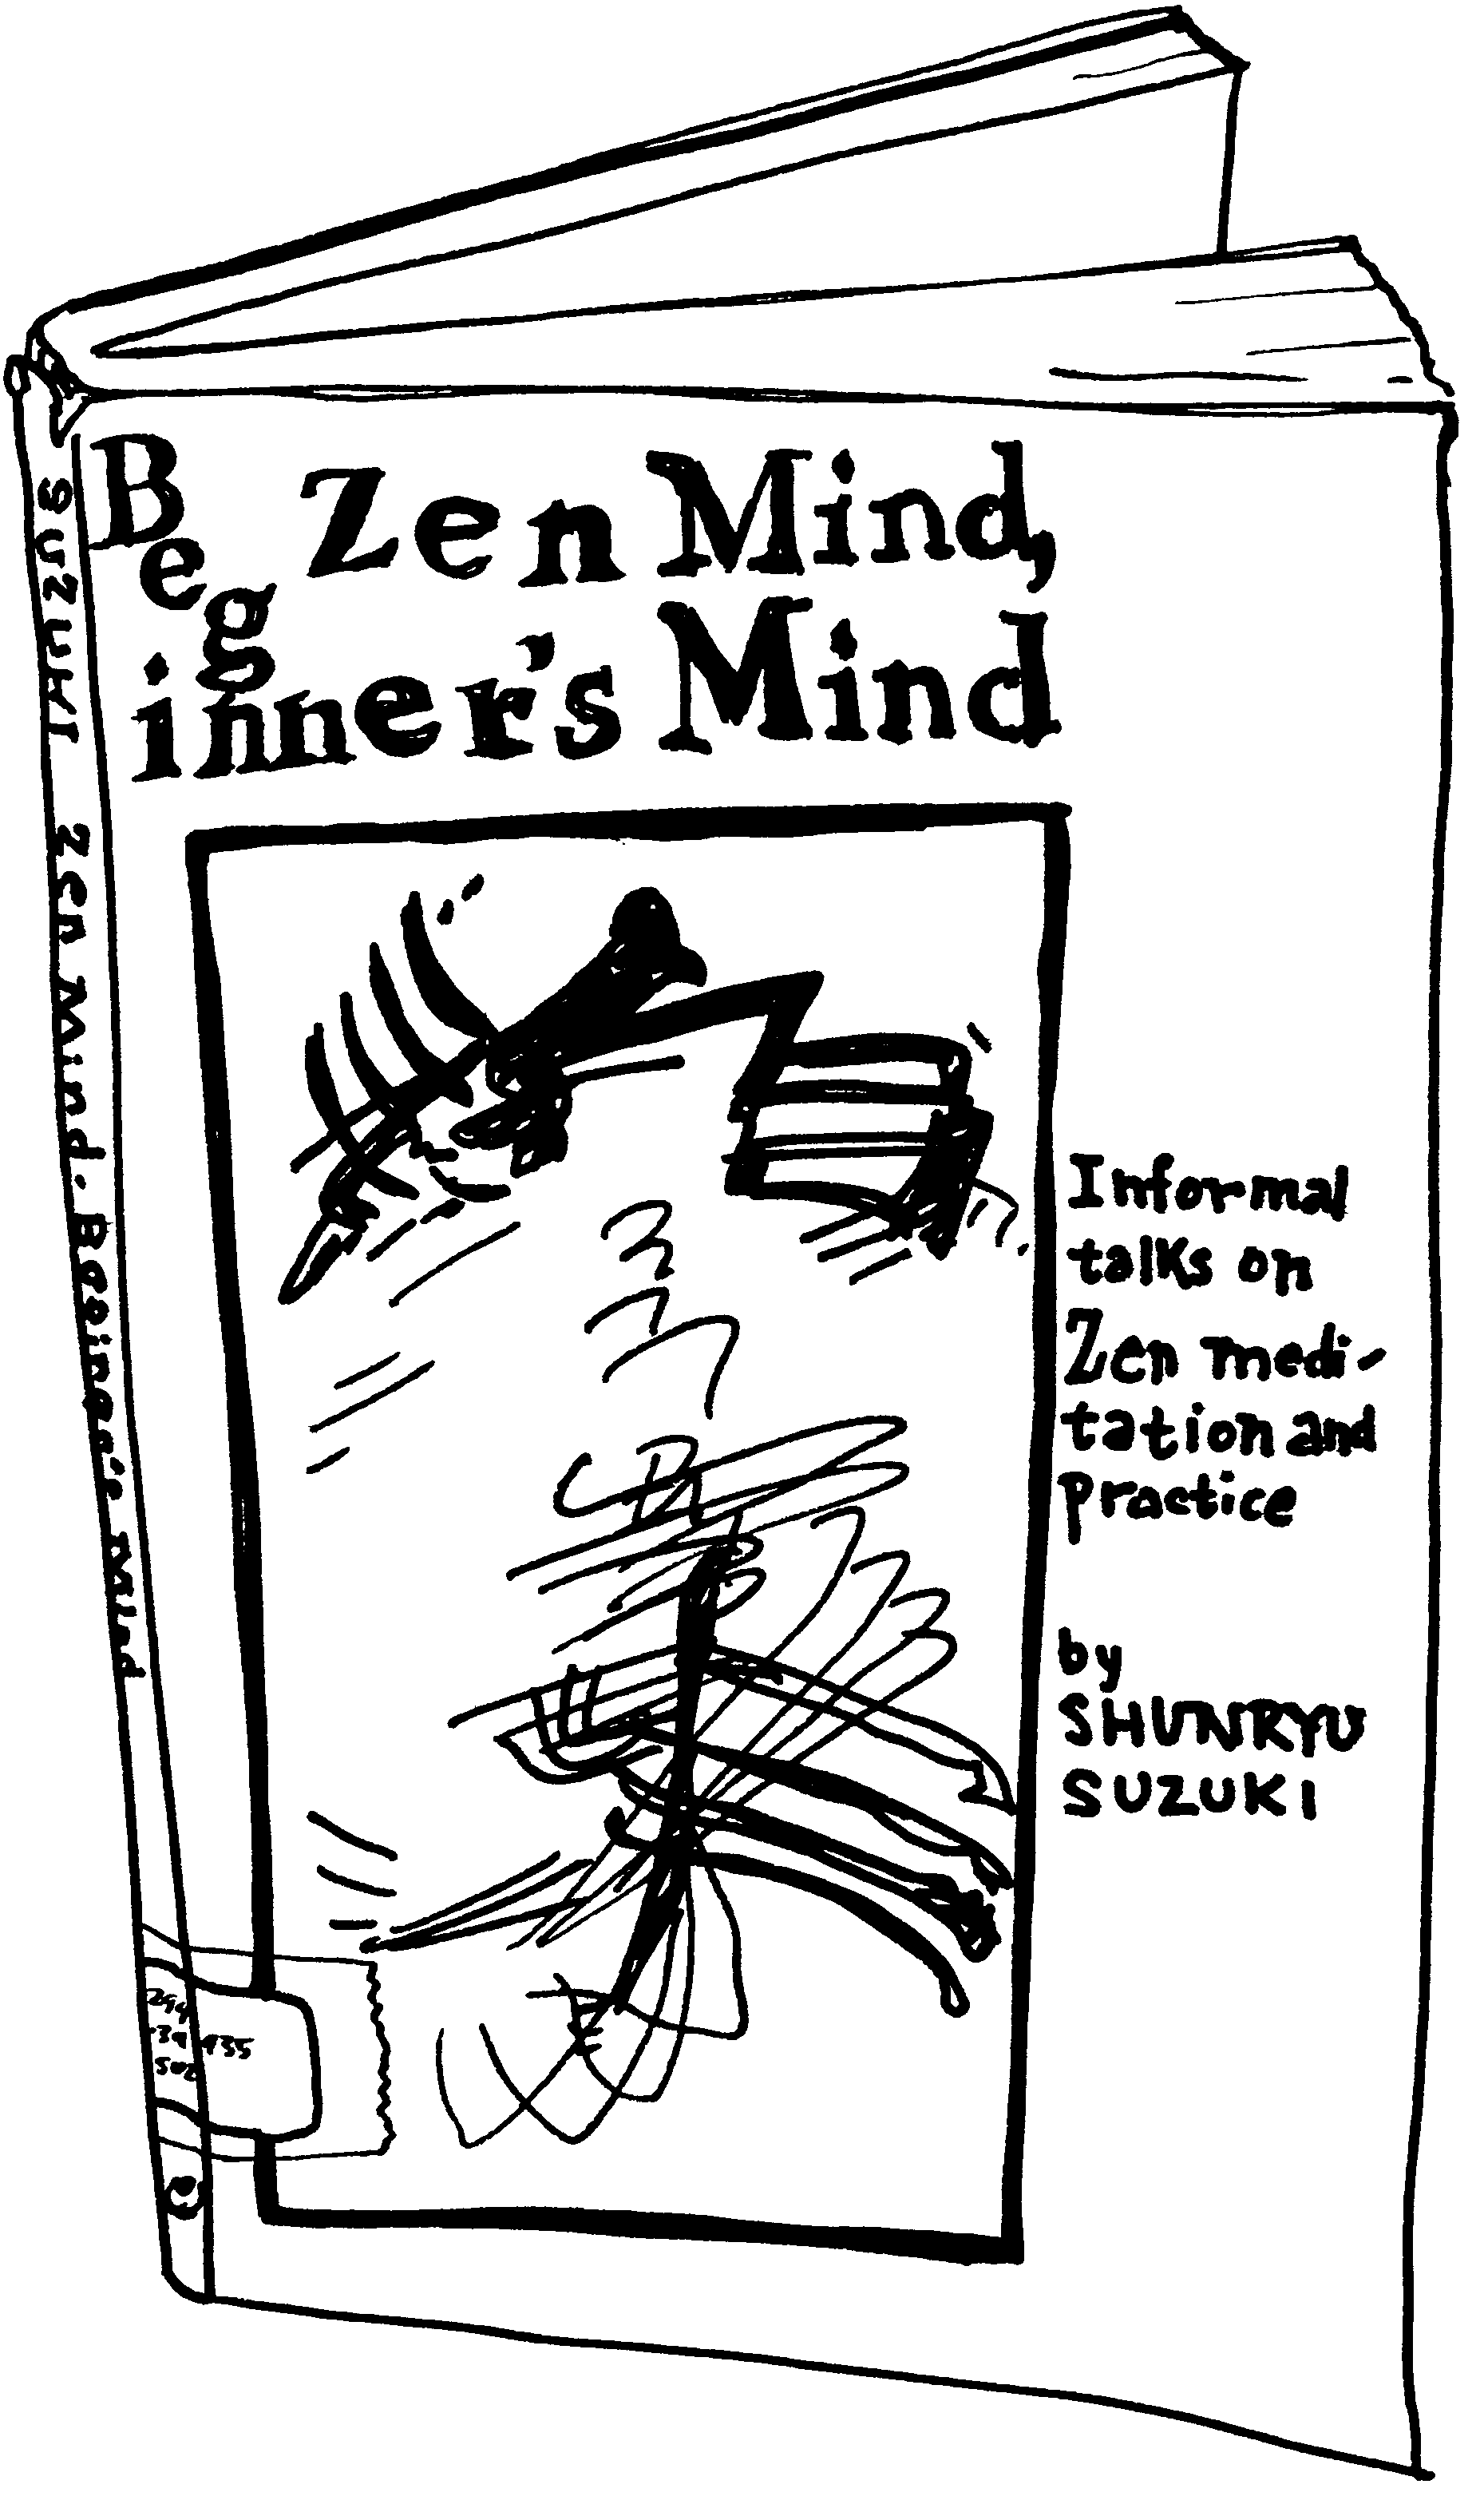 Zen Mind,
Beginner's Mind
Informal
talks on
Zen medi-
tation and
practice
by
SHUNRYU
SUZUKI
SUZUKI Zen Mind, Beginner's Mind